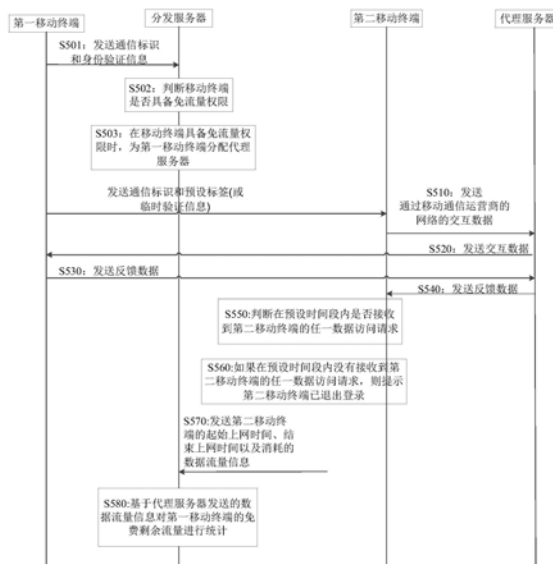 第一移动终端
分发服务器
第二移动终端
代理服务器
S501：发送通信标识
和身份验证信息
S502：判断移动终端
是否具备免流量权限
S503：在移动终端具备免流量权
限时，为第一移动终端分配代理
服务器
发送通信标识和预设标签(或
临时验证信息)
S510：发送
通过移动通信运营商的
网络的交互数据
S520：发送交互数据
S530：发送反馈数据
S540：发送反馈数据
S550:判断在预设时间段内是否接收
到第二移动终端的任一数据访问请求
S560:如果在预设时间段内没有接收到第
二移动终端的任一数据访问请求，则提示
第二移动终端已退出登录
S570:发送第二移动终
端的起始上网时间、结
束上网时间以及消耗的
数据流量信息
S580:基于代理服务器发送的数
据流量信息对第一移动终端的免
费剩余流量进行统计